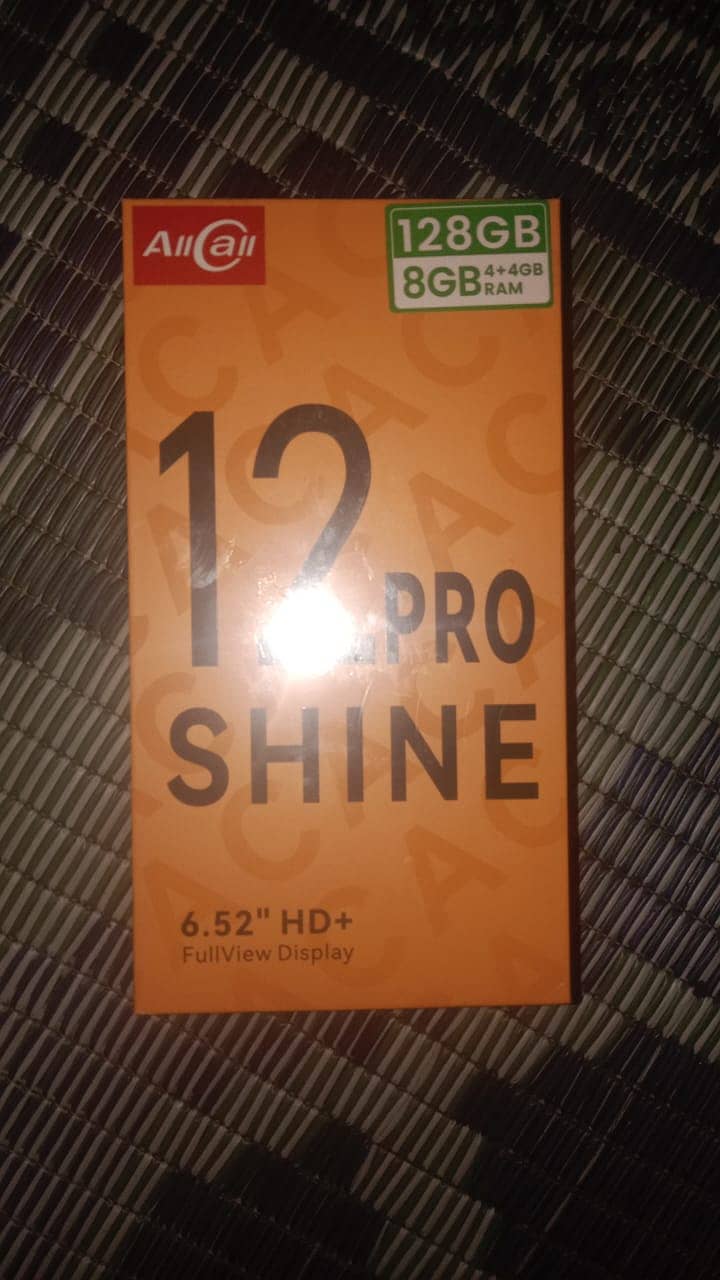 AllCall
128GB
8GB 4+4GB RAM
12 PRO
SHINE
6.52" HD+
FullView Display